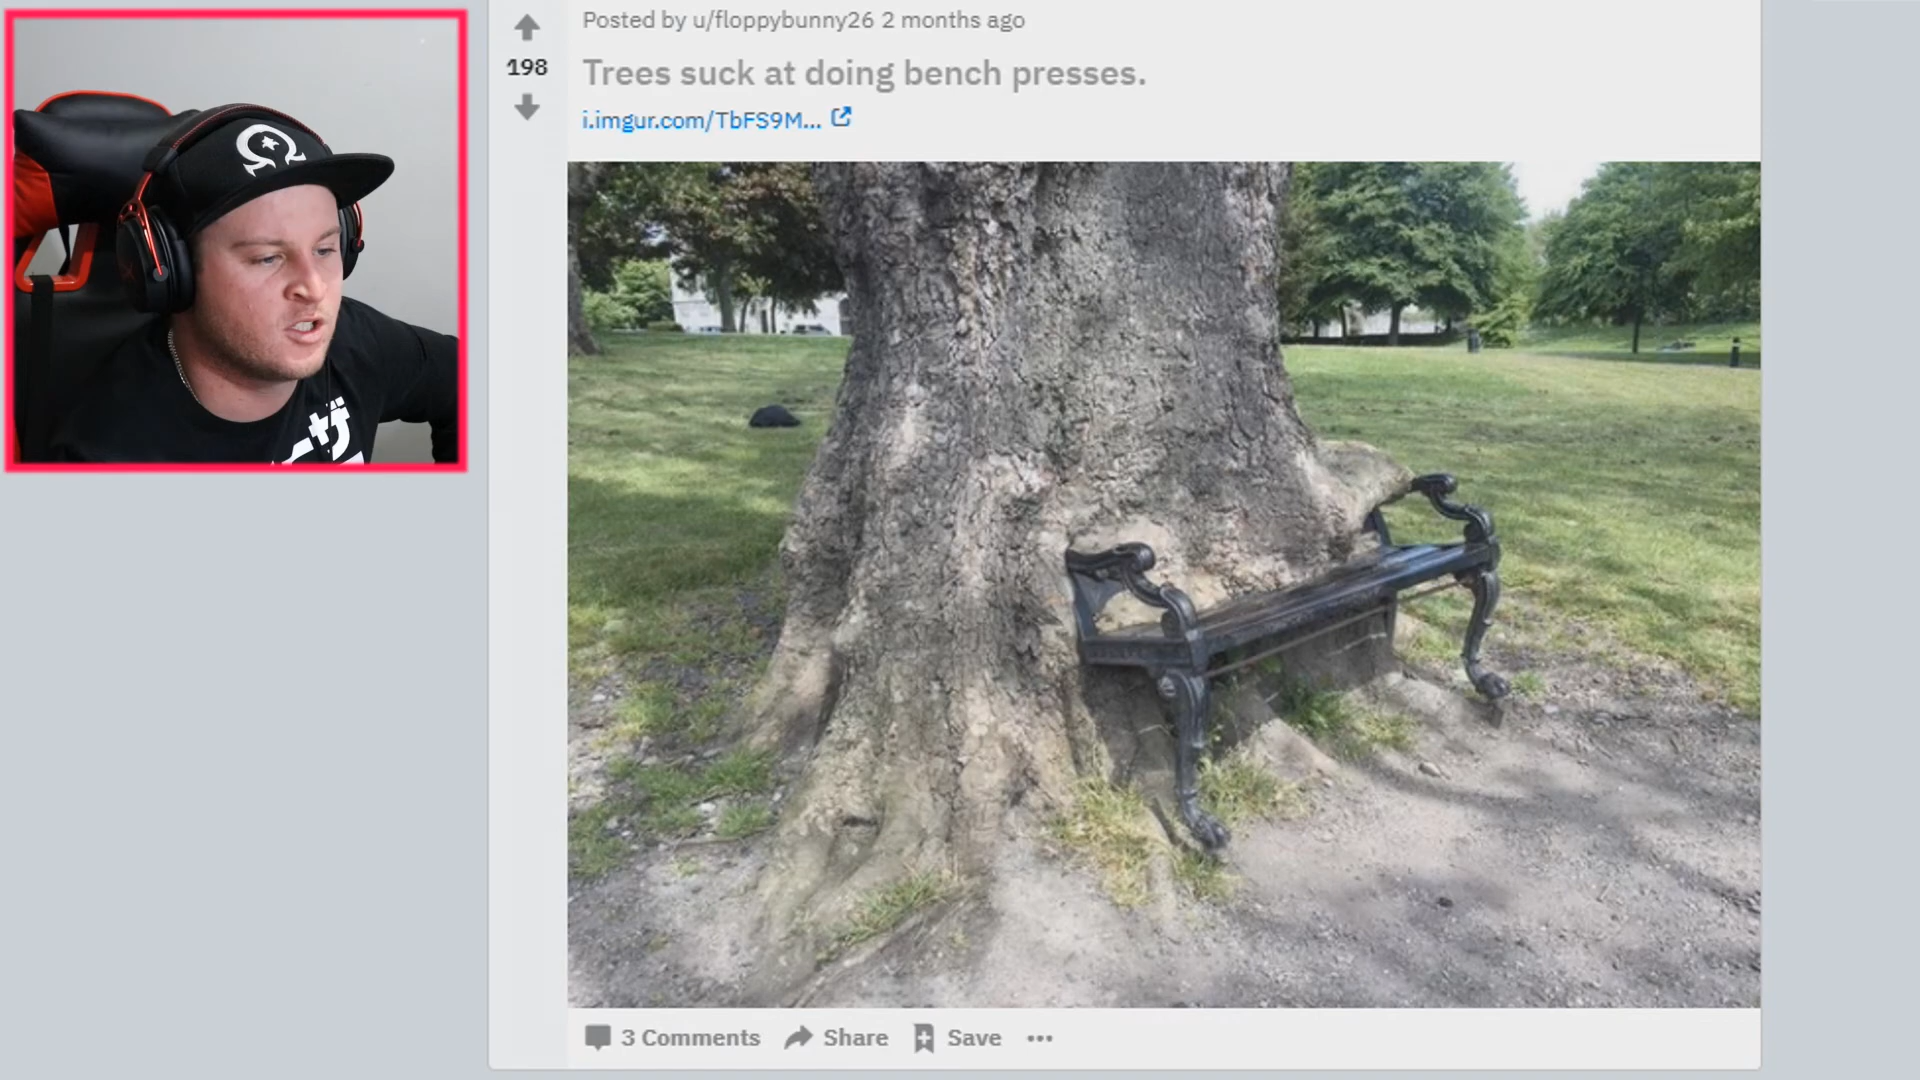 Posted by u/floppybunny26 2 months ago
198
Trees suck at doing bench presses.
i.imgur.com/TbFS9M...
3 Comments Share Save